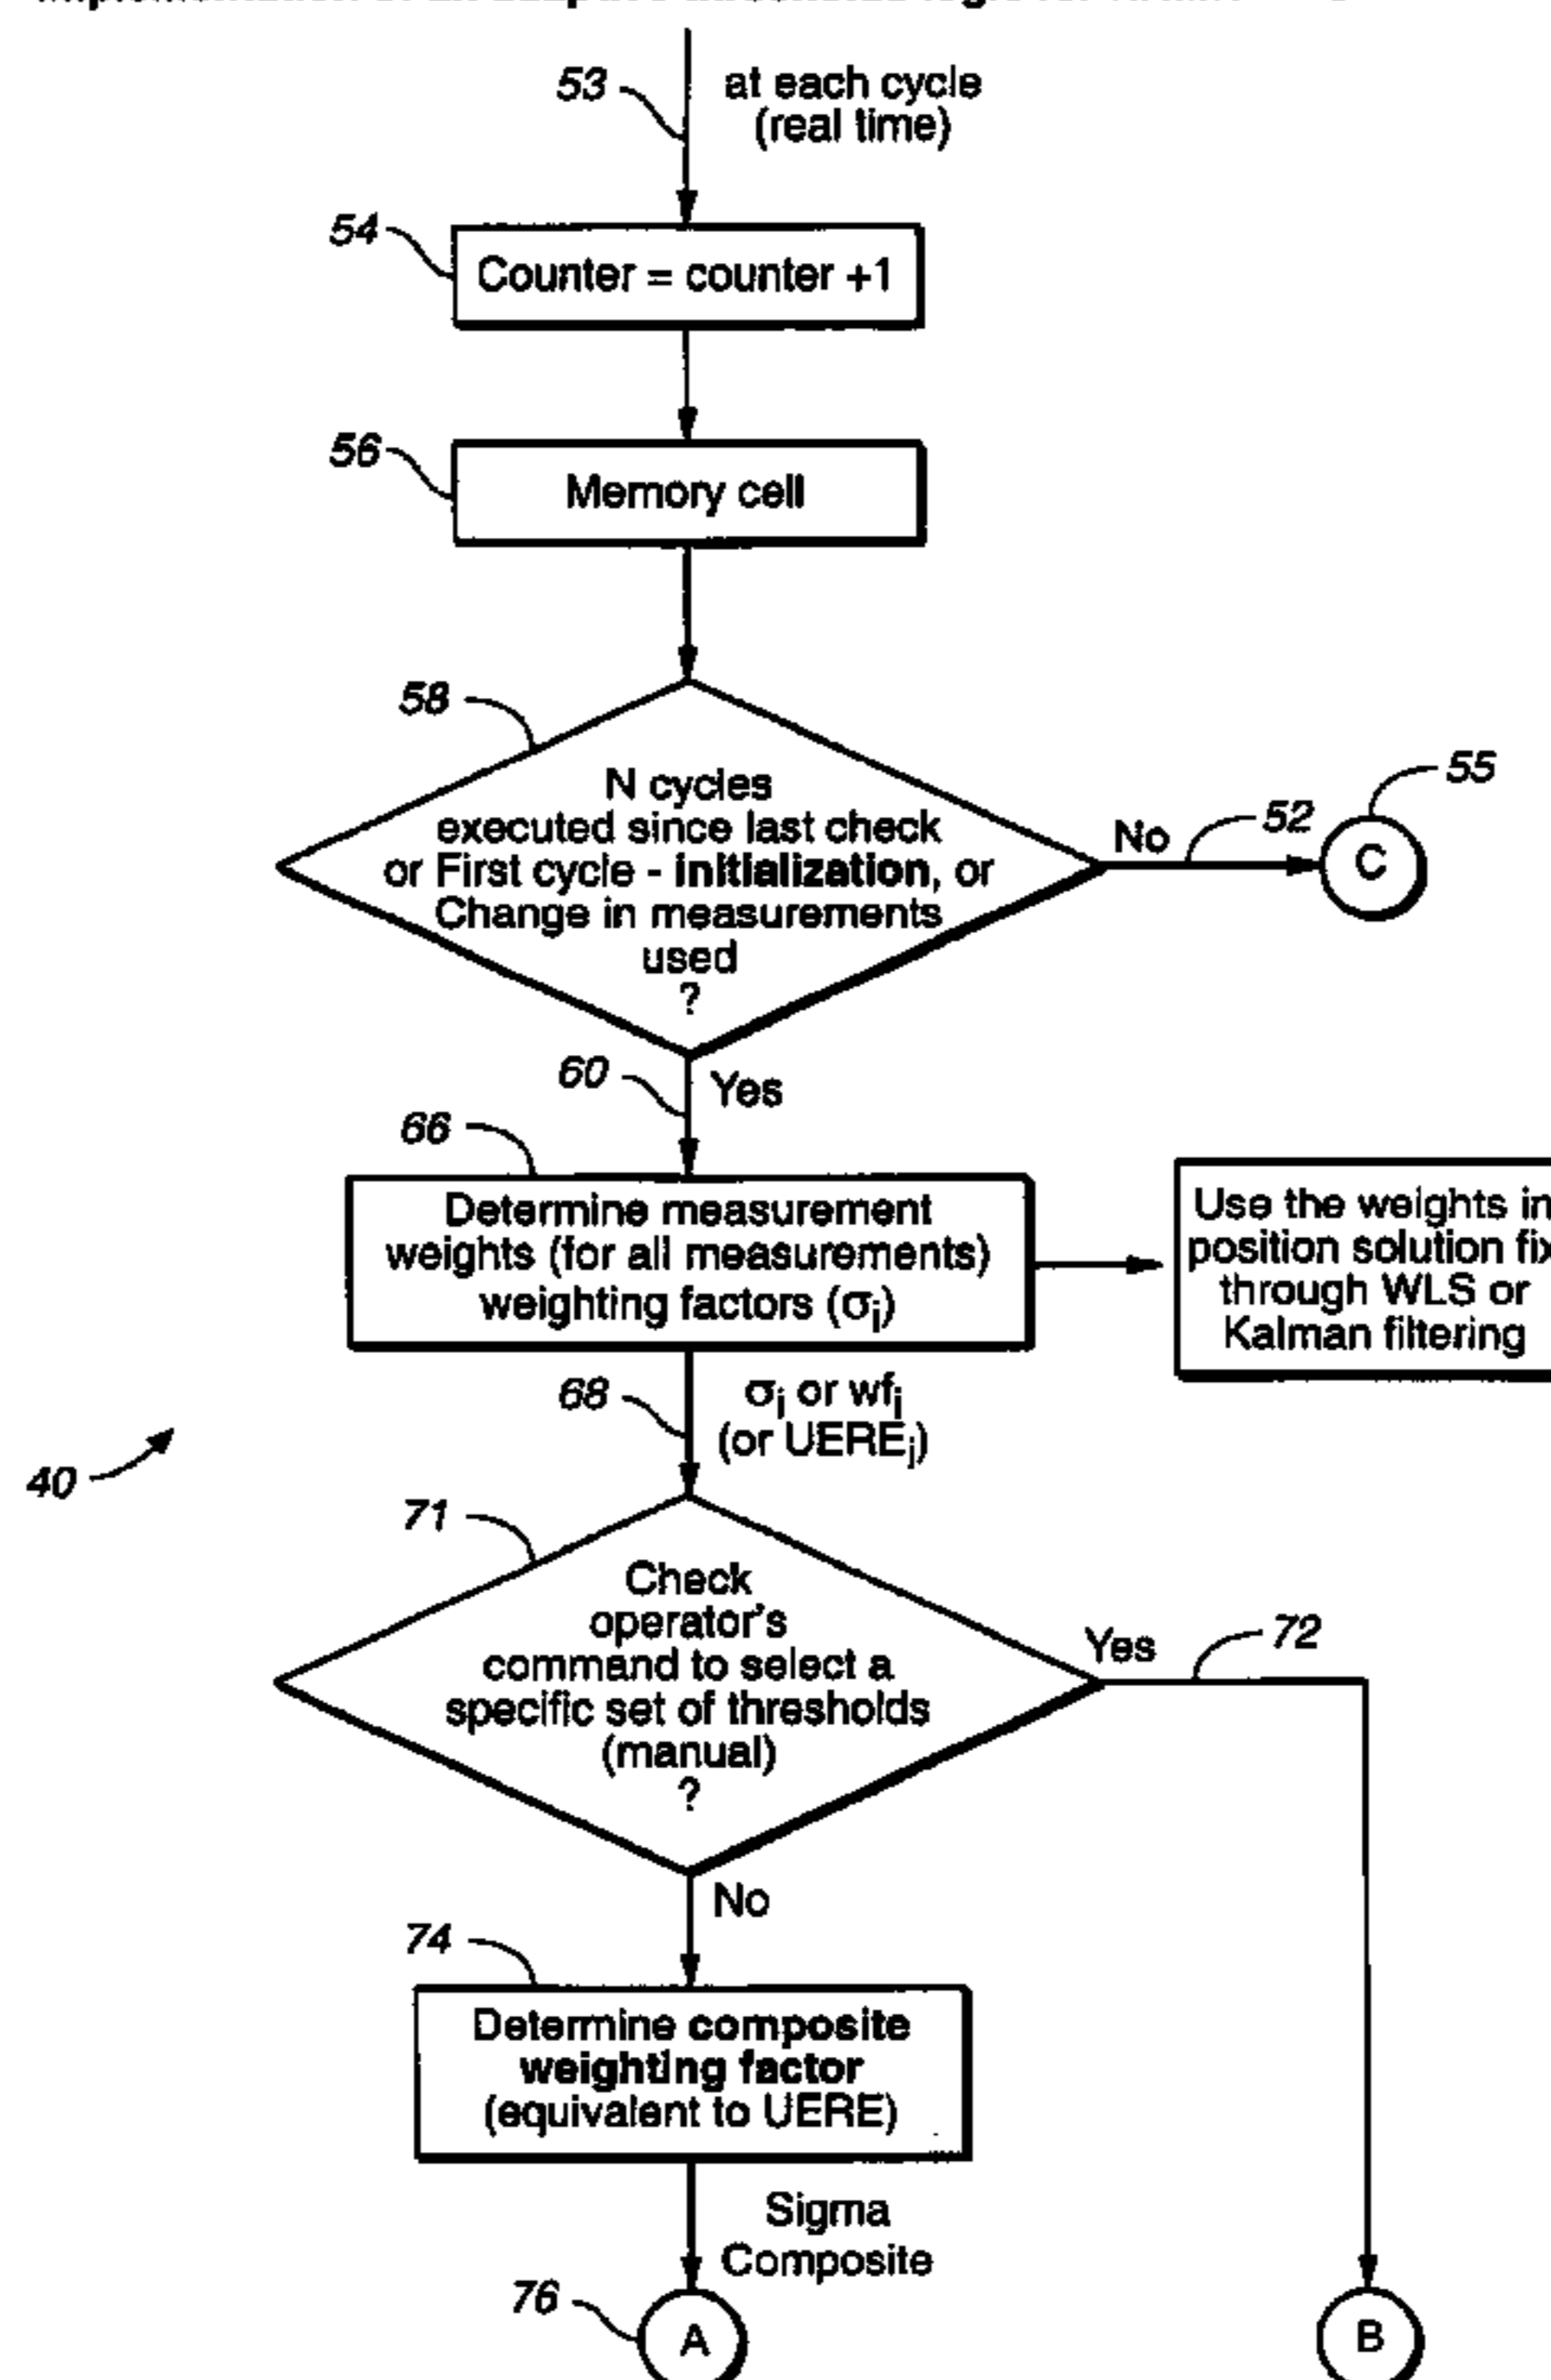 53
at each cycle
(real time)
54
Counter = counter +1
56
Memory cell
58
N cycles
executed since last check
or First cycle - initialization, or
Change in measurements
used
?
No
52
55
C
60
Yes
66
Determine measurement
weights (for all measurements)
weighting factors (σi)
Use the weights in
position solution fix
through WLS or
Kalman filtering
68
σi or wfi
(or UEREi)
40
71
Check
operator's
command to select a
specific set of thresholds
(manual)
?
Yes
72
No
74
Determine composite
weighting factor
(equivalent to UERE)
Sigma
Composite
76
A
B